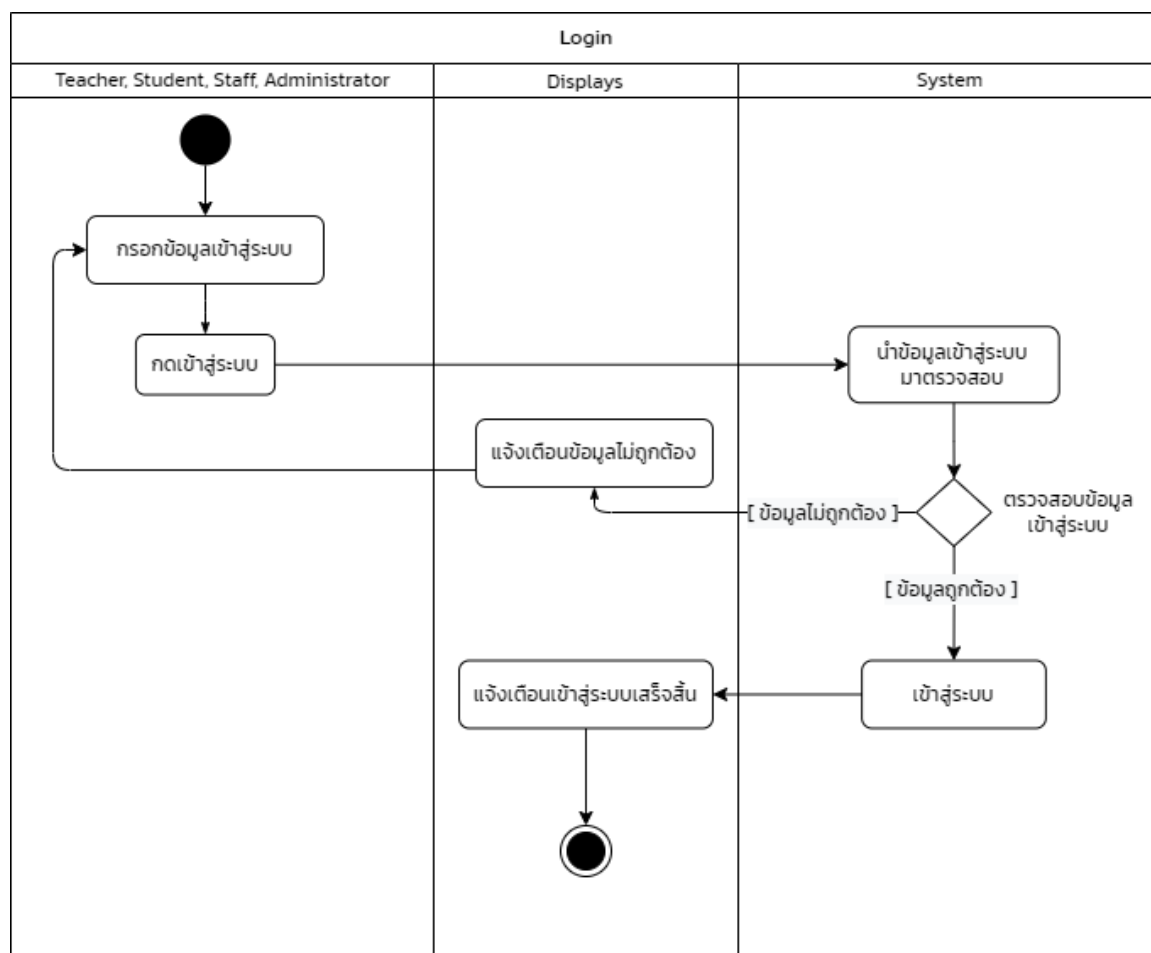 Login
Teacher, Student, Staff, Administrator
Displays
System
กรอกข้อมูลเข้าสู่ระบบ
กดเข้าสู่ระบบ
นำข้อมูลเข้าสู่ระบบ
มาตรวจสอบ
แจ้งเตือนข้อมูลไม่ถูกต้อง
[ ข้อมูลไม่ถูกต้อง ]
ตรวจสอบข้อมูล
เข้าสู่ระบบ
[ ข้อมูลถูกต้อง ]
แจ้งเตือนเข้าสู่ระบบเสร็จสิ้น
เข้าสู่ระบบ